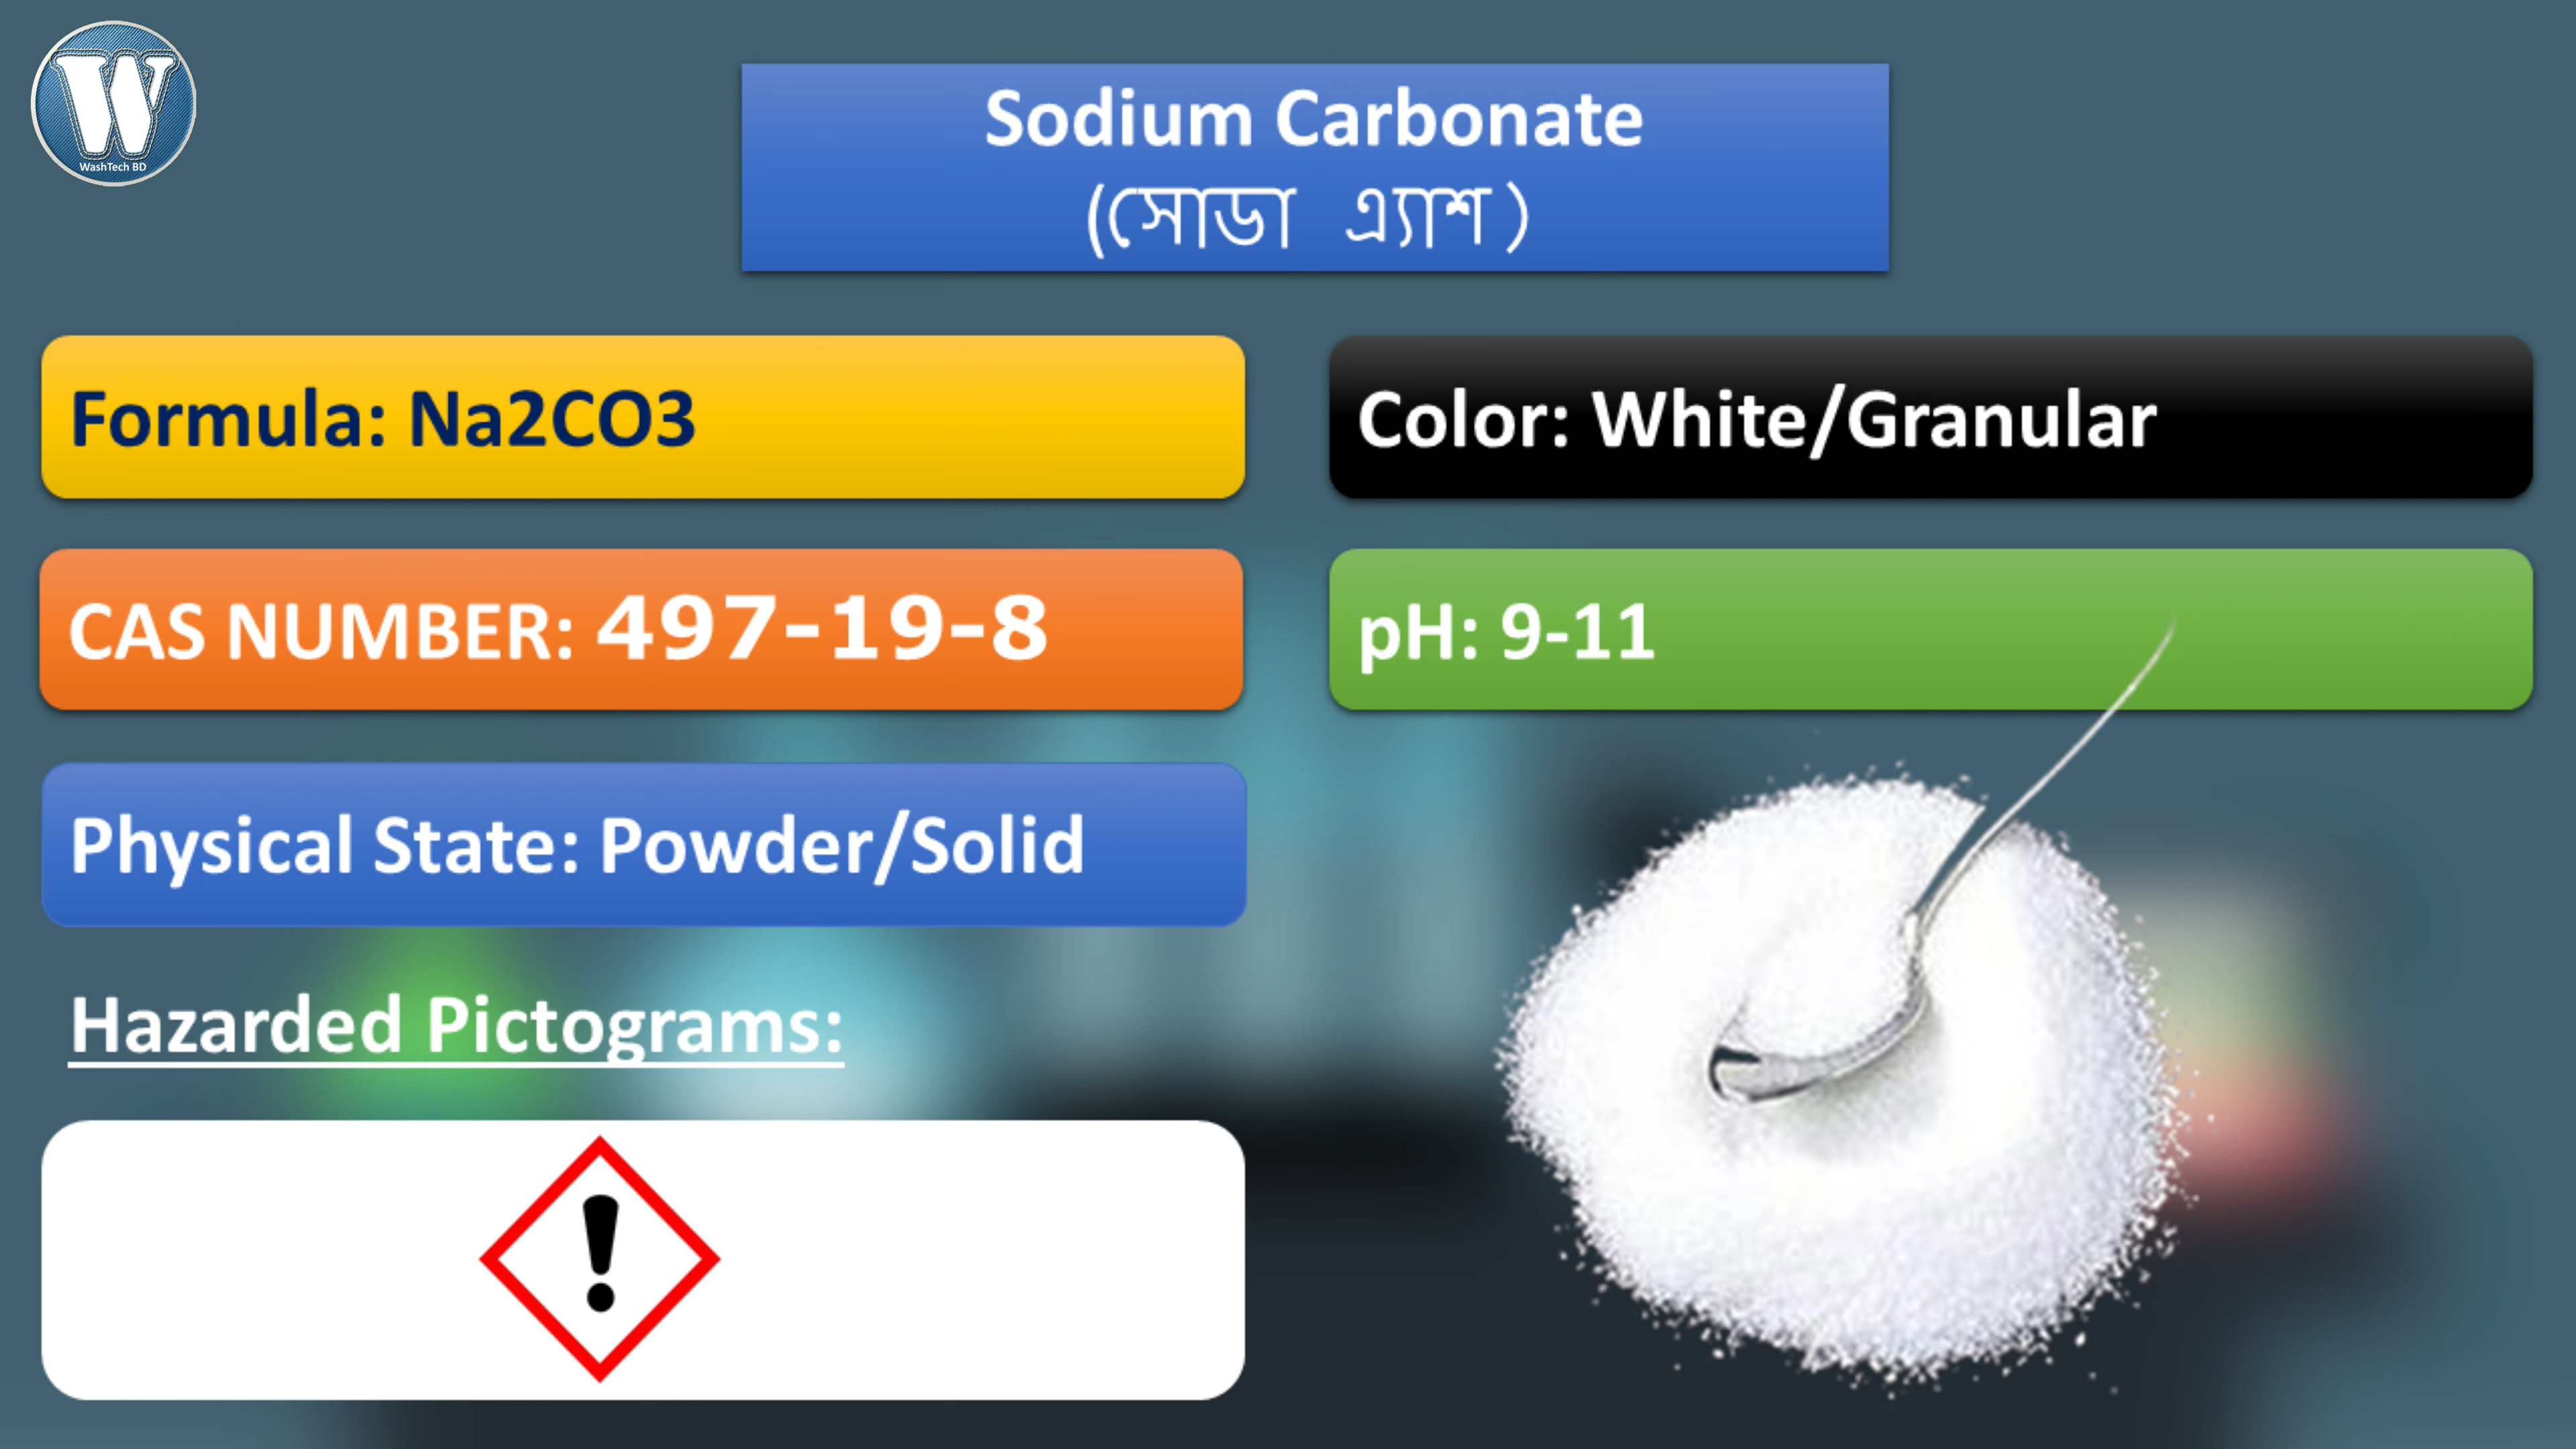 WashTech BD
Sodium Carbonate
(সোডা এ্যাশ)
Formula: Na2CO3
Color: White/Granular
CAS NUMBER: 497-19-8
pH: 9-11
Physical State: Powder/Solid
Hazarded Pictograms: